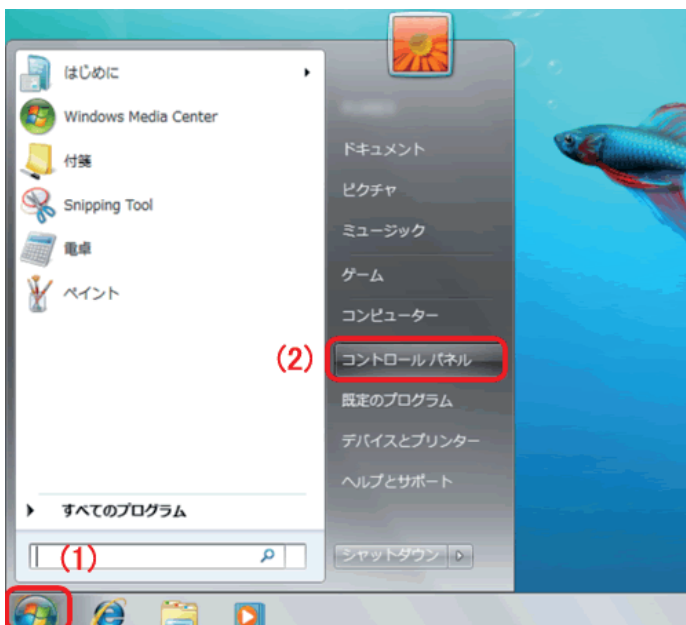 はじめに
Windows Media Center
付箋
Snipping Tool
電卓
ペイント
すべてのプログラム
(1)
ドキュメント
ピクチャ
ミュージック
ゲーム
コンピューター
(2) コントロール パネル
既定のプログラム
デバイスとプリンター
ヘルプとサポート
シャットダウン